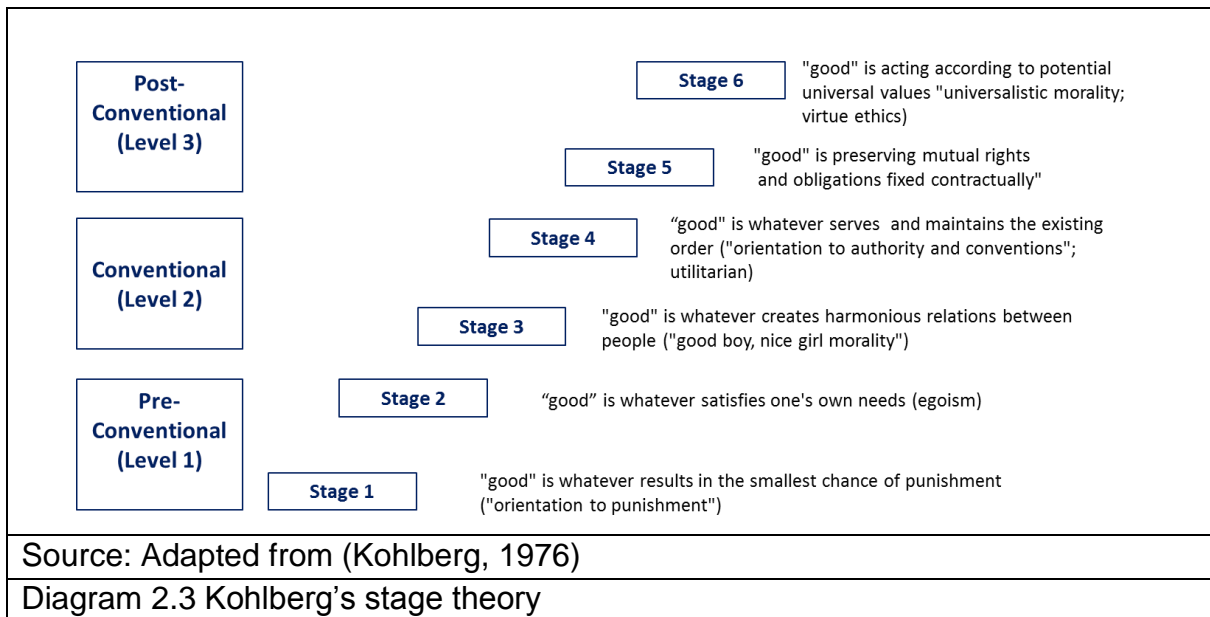 Post-
Conventional
(Level 3)
Stage 6
"good" is acting according to potential
universal values "universalistic morality;
virtue ethics)
Stage 5
"good" is preserving mutual rights
and obligations fixed contractually"
Conventional
(Level 2)
Stage 4
“good" is whatever serves and maintains the existing
order ("orientation to authority and conventions";
utilitarian)
Stage 3
"good" is whatever creates harmonious relations between
people ("good boy, nice girl morality")
Pre-
Conventional
(Level 1)
Stage 2
“good” is whatever satisfies one's own needs (egoism)
Stage 1
"good" is whatever results in the smallest chance of punishment
("orientation to punishment")
Source: Adapted from (Kohlberg, 1976)
Diagram 2.3 Kohlberg’s stage theory